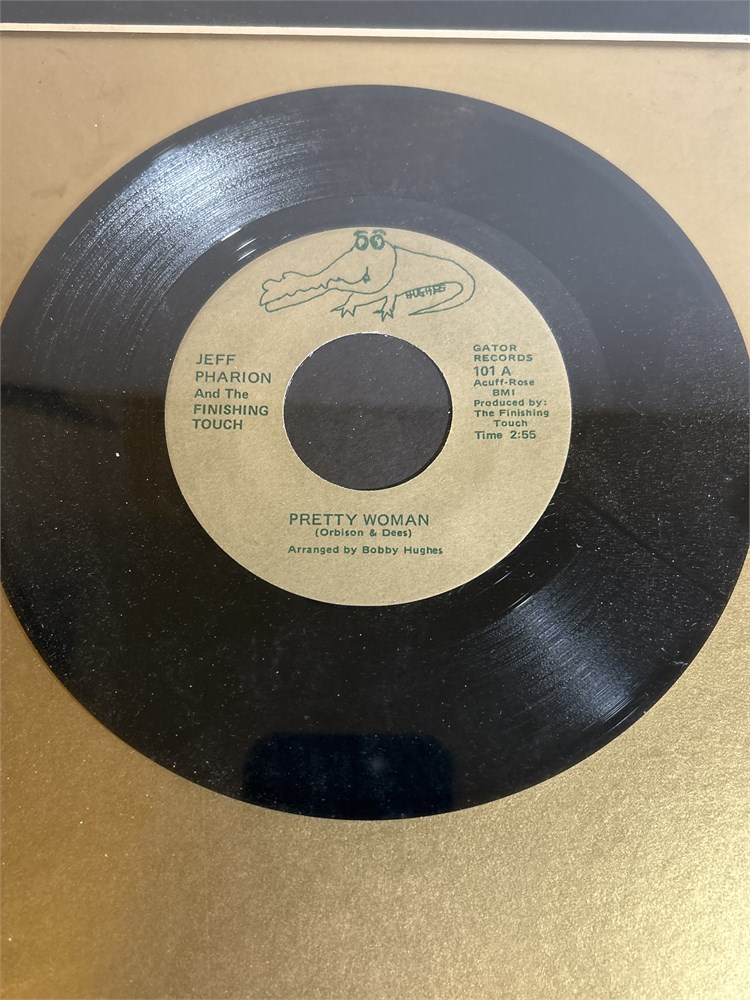 HUGHES
JEFF
PHARION
And The
FINISHING
TOUCH
GATOR
RECORDS
101 A
Acuff-Rose
BMI
Produced by:
The Finishing
Touch
Time 2:55
PRETTY WOMAN
(Orbison & Dees)
Arranged by Bobby Hughes